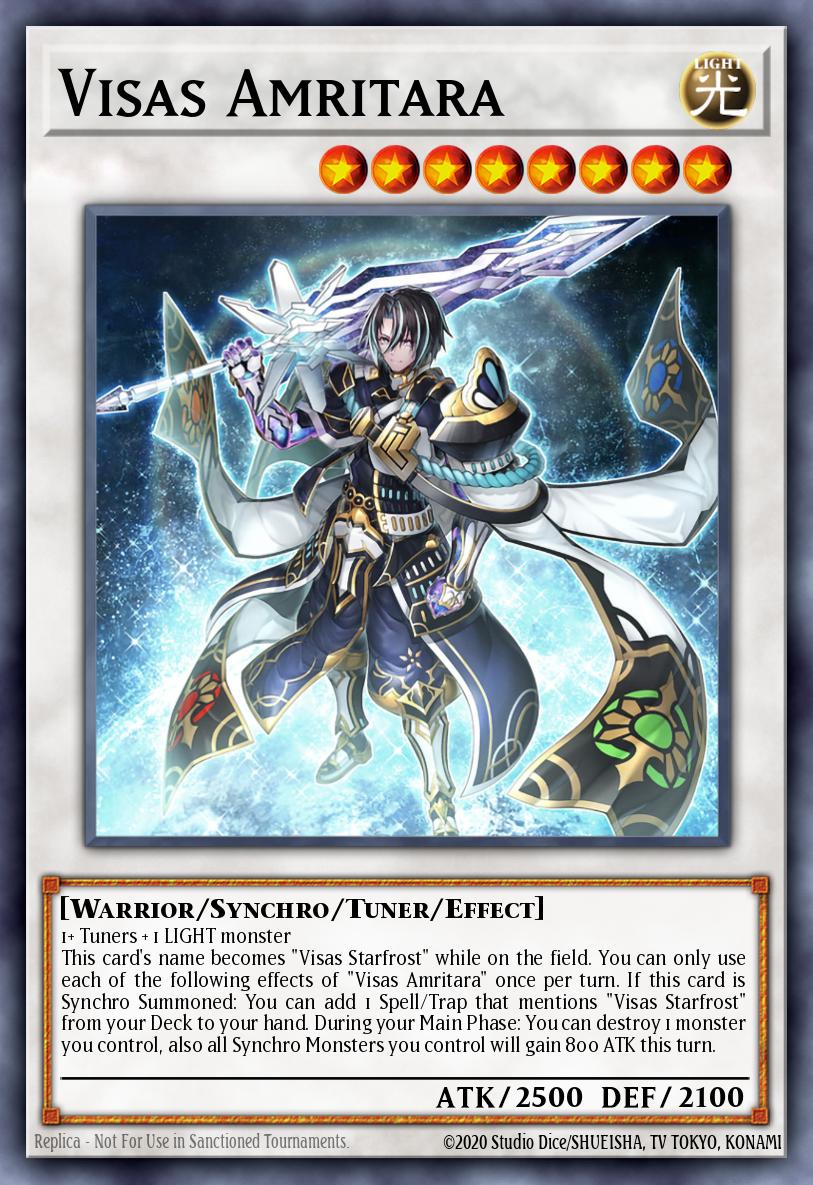 Visas Amritara
LIGHT
光
[Warrior/Synchro/Tuner/Effect]
1+ Tuners + 1 LIGHT monster
This card's name becomes "Visas Starfrost" while on the field. You can only use
each of the following effects of "Visas Amritara" once per turn. If this card is
Synchro Summoned: You can add 1 Spell/Trap that mentions "Visas Starfrost"
from your Deck to your hand. During your Main Phase: You can destroy 1 monster
you control, also all Synchro Monsters you control will gain 800 ATK this turn.
ATK/2500 DEF/2100
Replica - Not For Use in Sanctioned Tournaments.
©2020 Studio Dice/SHUEISHA, TV TOKYO, KONAMI